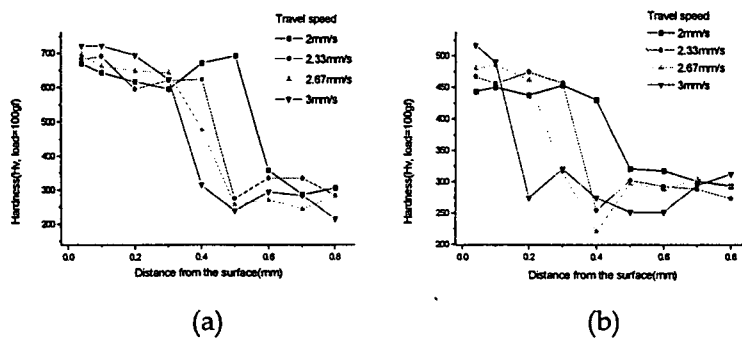 Travel speed
2mm/s
2.33mm/s
2.67mm/s
3mm/s
700
600
500
400
300
200
Hardness(Hv, load=100gf)
0.0 0.2 0.4 0.6 0.8
Distance from the surface(mm)
(a)
Travel speed
2mm/s
2.33mm/s
2.67mm/s
3mm/s
500
450
400
350
300
250
200
Hardness(Hv, load=100gf)
0.0 0.2 0.4 0.6 0.8
Distance from the surface(mm)
(b)